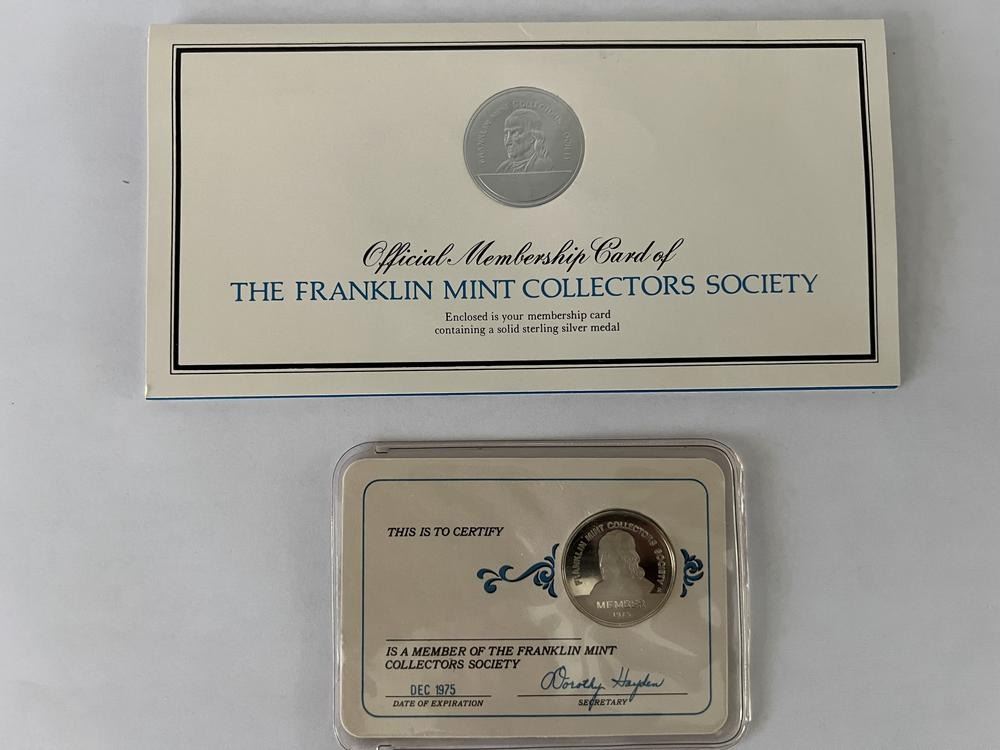 FRANKLIN MINT COLLECTORS SOCIETY
Official Membership Card of
THE FRANKLIN MINT COLLECTORS SOCIETY
Enclosed is your membership card
containing a solid sterling silver medal
THIS IS TO CERTIFY
FRANKLIN MINT COLLECTORS SOCIETY
MEMBER
1975
IS A MEMBER OF THE FRANKLIN MINT
COLLECTORS SOCIETY
DEC 1975
Dorothy Hayden
DATE OF EXPIRATION
SECRETARY